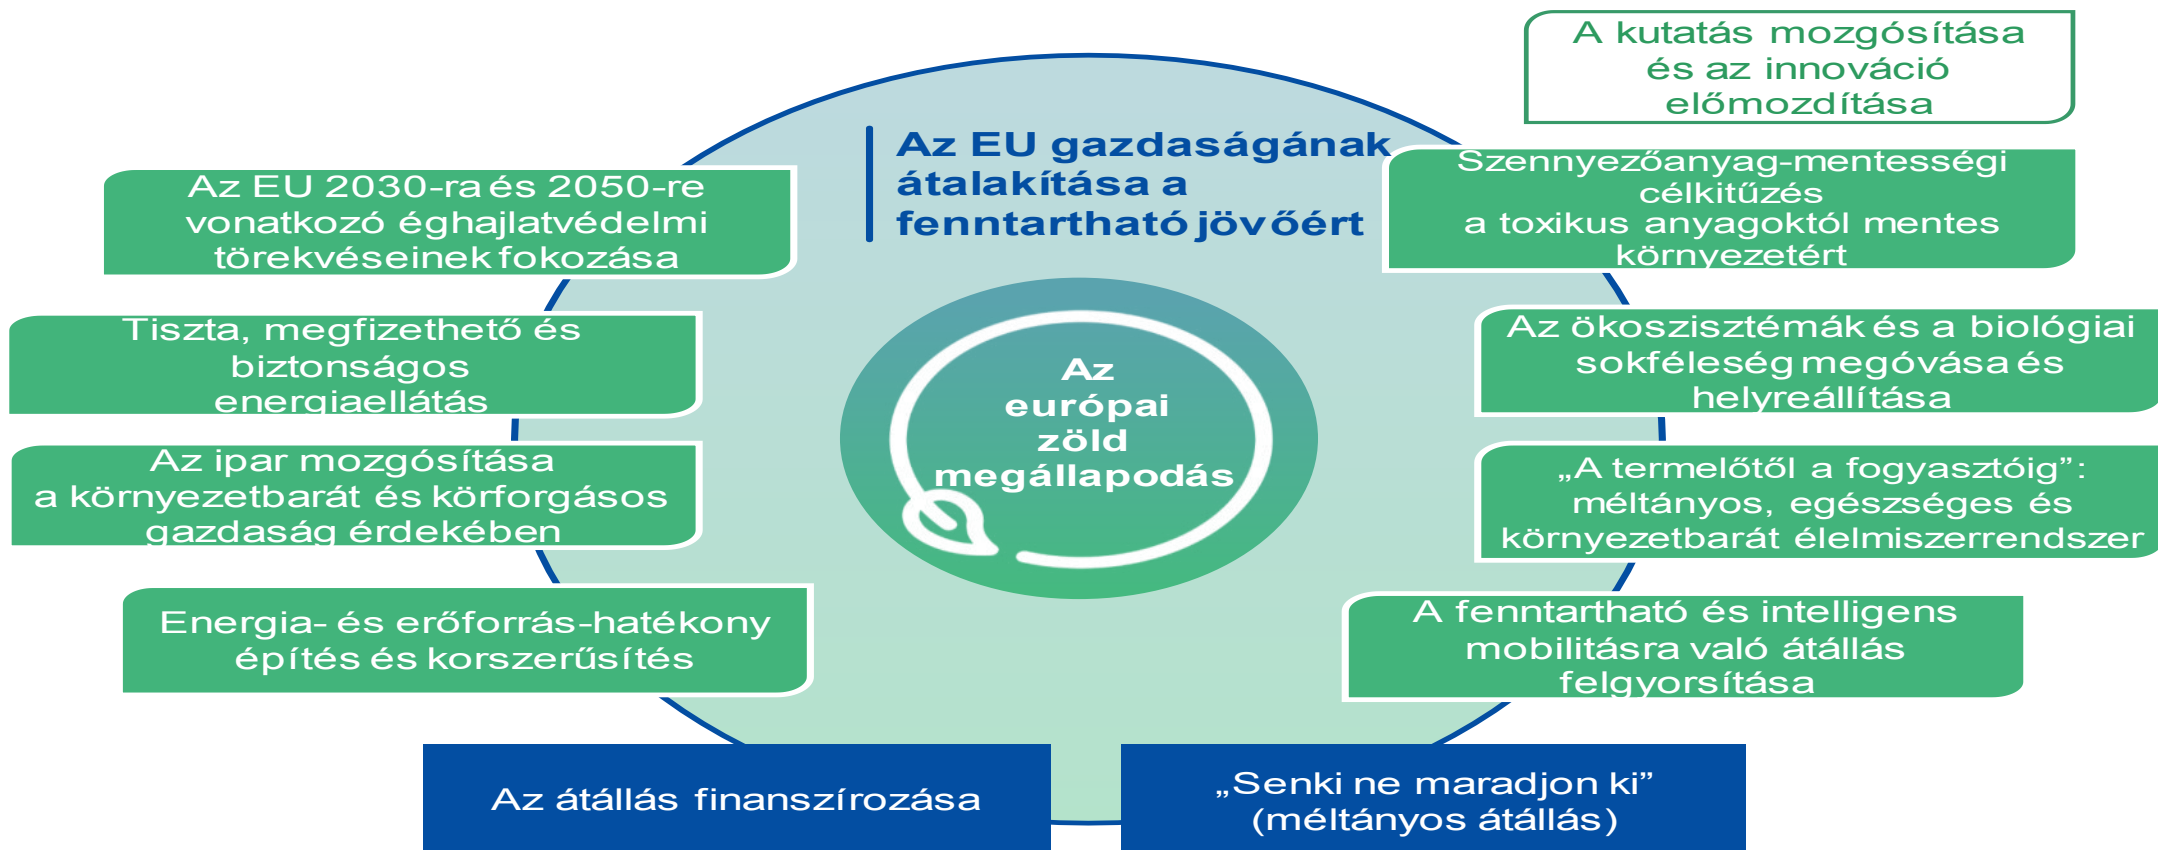 A kutatás mozgósítása
és az innováció
előmozdítása
Az EU gazdaságának
átalakítása a
fenntartható jövőért
Az EU 2030-ra és 2050-re
vonatkozó éghajlatvédelmi
törekvéseinek fokozása
Szennyezőanyag-mentességi
célkitűzés
a toxikus anyagoktól mentes
környezetért
Tiszta, megfizethető és
biztonságos
energiaellátás
Az ökoszisztémák és a biológiai
sokféleség megóvása és
helyreállítása
Az
európai
zöld
megállapodás
Az ipar mozgósítása
a környezetbarát és körforgásos
gazdaság érdekében
„A termelőtől a fogyasztóig”:
méltányos, egészséges és
környezetbarát élelmiszerrendszer
Energia- és erőforrás-hatékony
építés és korszerűsítés
A fenntartható és intelligens
mobilitásra való átállás
felgyorsítása
Az átállás finanszírozása
„Senki ne maradjon ki”
(méltányos átállás)